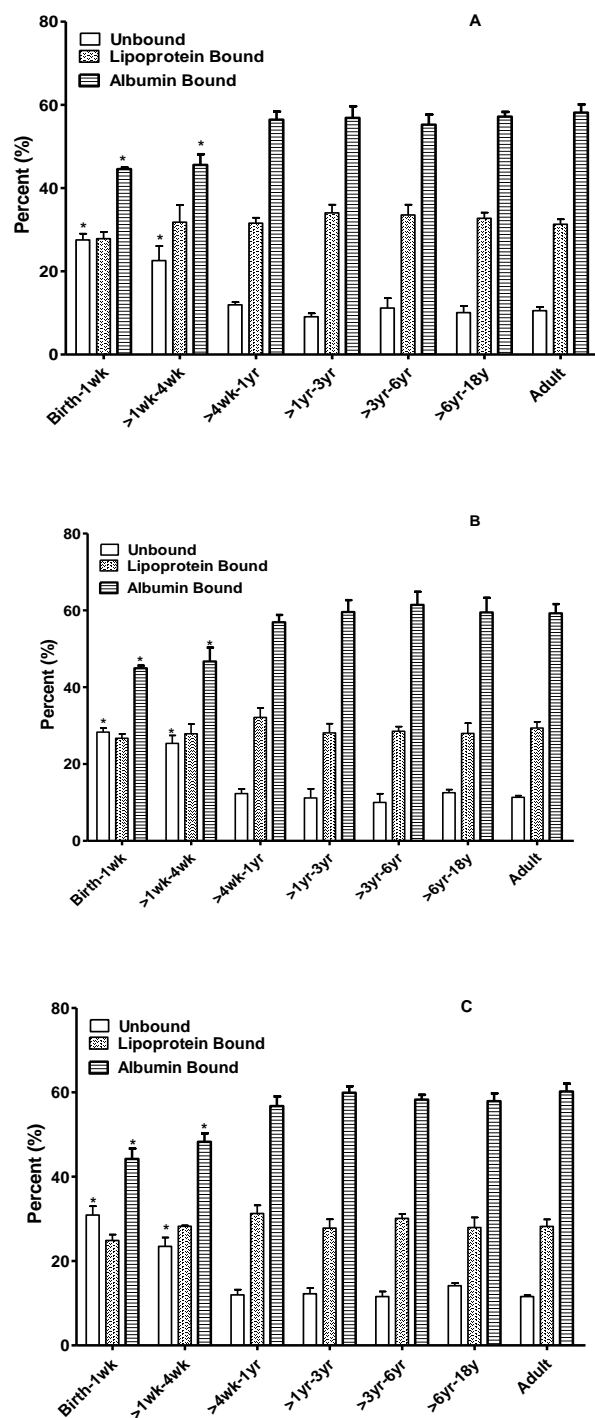 A
80
Unbound
Lipoprotein Bound
Albumin Bound
60
40
20
0
Percent (%)
* * * *
Birth-1wk
>1wk-4wk
>4wk-1yr
>1yr-3yr
>3yr-6yr
>6yr-18y
Adult
B
80
Unbound
Lipoprotein Bound
Albumin Bound
60
40
20
0
Percent (%)
* * * *
Birth-1wk
>1wk-4wk
>4wk-1yr
>1yr-3yr
>3yr-6yr
>6yr-18y
Adult
C
80
Unbound
Lipoprotein Bound
Albumin Bound
60
40
20
0
Percent (%)
* * * *
Birth-1wk
>1wk-4wk
>4wk-1yr
>1yr-3yr
>3yr-6yr
>6yr-18y
Adult